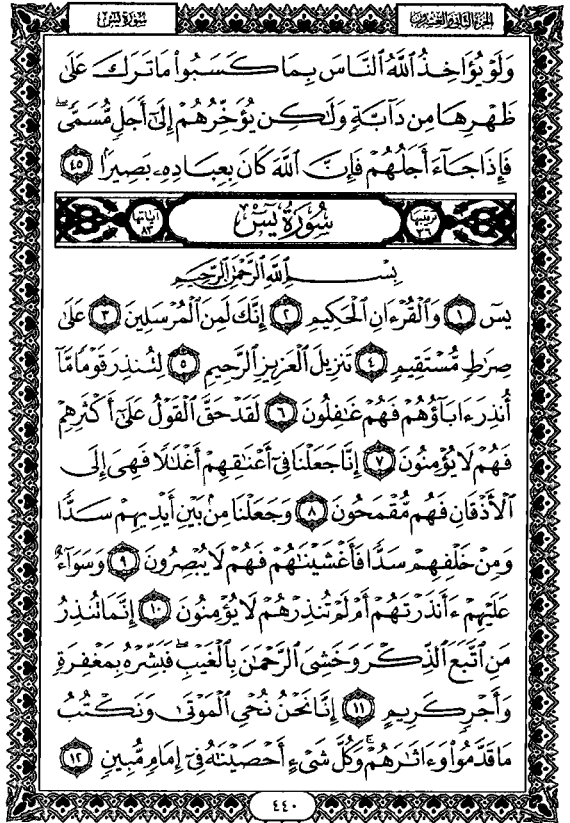 الجزء الثاني والعشرون
سورة يس
وَلَوْ يُؤَاخِذُ ٱللَّهُ ٱلنَّاسَ بِمَا كَسَبُوا۟ مَا تَرَكَ عَلَىٰ
ظَهْرِهَا مِن دَآبَّةٍ وَلَٰكِن يُؤَخِّرُهُمْ إِلَىٰٓ أَجَلٍ مُّسَمًّى ۖ
فَإِذَا جَآءَ أَجَلُهُمْ فَإِنَّ ٱللَّهَ كَانَ بِعِبَادِهِۦ بَصِيرًۢا ٤٥
ترتيبها ٣٦
سُورَةُ يسٓ
آياتها ٨٣
بِسْمِ ٱللَّهِ ٱلرَّحْمَٰنِ ٱلرَّحِيمِ
يسٓ ١ وَٱلْقُرْءَانِ ٱلْحَكِيمِ ٢ إِنَّكَ لَمِنَ ٱلْمُرْسَلِينَ ٣ عَلَىٰ
صِرَٰطٍ مُّسْتَقِيمٍ ٤ تَنزِيلَ ٱلْعَزِيزِ ٱلرَّحِيمِ ٥ لِتُنذِرَ قَوْمًا مَّآ
أُنذِرَ ءَابَآؤُهُمْ فَهُمْ غَٰفِلُونَ ٦ لَقَدْ حَقَّ ٱلْقَوْلُ عَلَىٰٓ أَكْثَرِهِمْ
فَهُمْ لَا يُؤْمِنُونَ ٧ إِنَّا جَعَلْنَا فِىٓ أَعْنَٰقِهِمْ أَغْلَٰلًا فَهِىَ إِلَى
ٱلْأَذْقَانِ فَهُم مُّقْمَحُونَ ٨ وَجَعَلْنَا مِنۢ بَيْنِ أَيْدِيهِمْ سَدًّا
وَمِنْ خَلْفِهِمْ سَدًّا فَأَغْشَيْنَٰهُمْ فَهُمْ لَا يُبْصِرُونَ ٩ وَسَوَآءٌ
عَلَيْهِمْ ءَأَنذَرْتَهُمْ أَمْ لَمْ تُنذِرْهُمْ لَا يُؤْمِنُونَ ١٠ إِنَّمَا تُنذِرُ
مَنِ ٱتَّبَعَ ٱلذِّكْرَ وَخَشِىَ ٱلرَّحْمَٰنَ بِٱلْغَيْبِ ۖ فَبَشِّرْهُ بِمَغْفِرَةٍ
وَأَجْرٍ كَرِيمٍ ١١ إِنَّا نَحْنُ نُحْىِ ٱلْمَوْتَىٰ وَنَكْتُبُ
مَا قَدَّمُوا۟ وَءَاثَٰرَهُمْ ۚ وَكُلَّ شَىْءٍ أَحْصَيْنَٰهُ فِىٓ إِمَامٍ مُّبِينٍ ١٢
٤٤٠